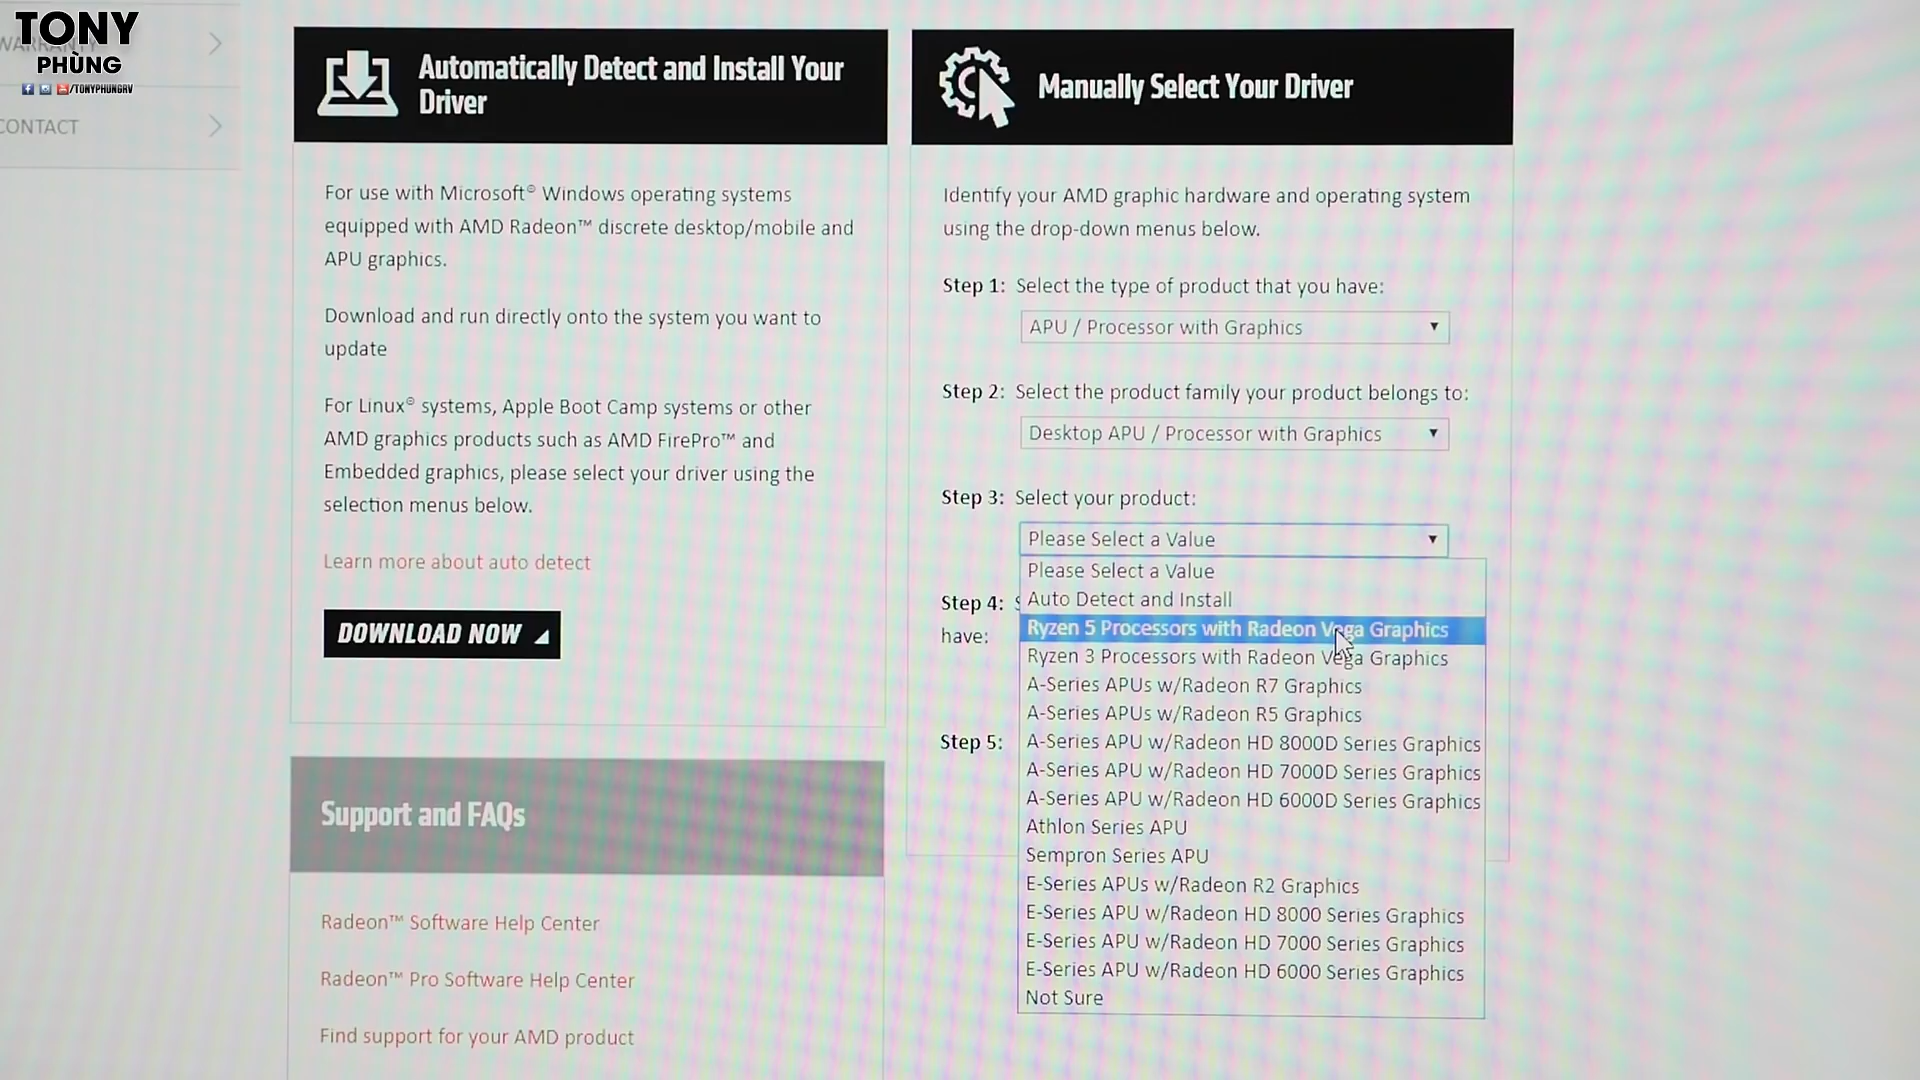 TONY
PHÙNG
/TONYPHUNGRV
WARRANTY
CONTACT
Automatically Detect and Install Your
Driver
For use with Microsoft® Windows operating systems
equipped with AMD Radeon™ discrete desktop/mobile and
APU graphics.
Download and run directly onto the system you want to
update
For Linux® systems, Apple Boot Camp systems or other
AMD graphics products such as AMD FirePro™ and
Embedded graphics, please select your driver using the
selection menus below.
Learn more about auto detect
DOWNLOAD NOW
Support and FAQs
Radeon™ Software Help Center
Radeon™ Pro Software Help Center
Find support for your AMD product
Manually Select Your Driver
Identify your AMD graphic hardware and operating system
using the drop-down menus below.
Step 1: Select the type of product that you have:
APU / Processor with Graphics
Step 2: Select the product family your product belongs to:
Desktop APU / Processor with Graphics
Step 3: Select your product:
Please Select a Value
Please Select a Value
Step 4:
Auto Detect and Install
have:
Ryzen 5 Processors with Radeon Vega Graphics
Ryzen 3 Processors with Radeon Vega Graphics
A-Series APUs w/Radeon R7 Graphics
A-Series APUs w/Radeon R5 Graphics
Step 5:
A-Series APU w/Radeon HD 8000D Series Graphics
A-Series APU w/Radeon HD 7000D Series Graphics
A-Series APU w/Radeon HD 6000D Series Graphics
Athlon Series APU
Sempron Series APU
E-Series APUs w/Radeon R2 Graphics
E-Series APU w/Radeon HD 8000 Series Graphics
E-Series APU w/Radeon HD 7000 Series Graphics
E-Series APU w/Radeon HD 6000 Series Graphics
Not Sure